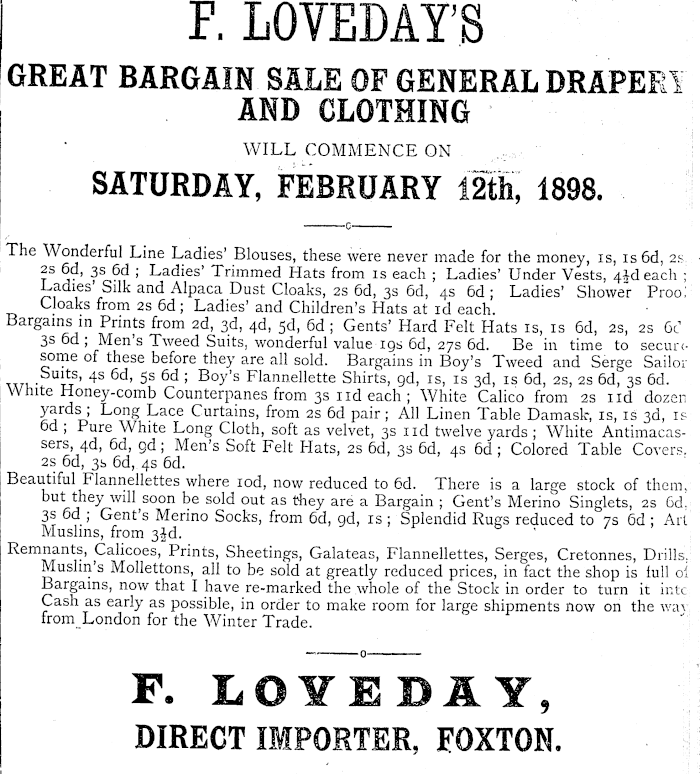 F. LOVEDAY'S
GREAT BARGAIN SALE OF GENERAL DRAPERY
AND CLOTHING
WILL COMMENCE ON
SATURDAY, FEBRUARY 12th, 1898.
The Wonderful Line Ladies' Blouses, these were never made for the money, 1s, 1s 6d, 2s
2s 6d, 3s 6d ; Ladies' Trimmed Hats from 1s each ; Ladies' Under Vests, 4½d each ;
Ladies' Silk and Alpaca Dust Cloaks, 2s 6d, 3s 6d, 4s 6d ; Ladies' Shower Proo
Cloaks from 2s 6d ; Ladies' and Children's Hats at 1d each.
Bargains in Prints from 2d, 3d, 4d, 5d, 6d ; Gents' Hard Felt Hats 1s, 1s 6d, 2s, 2s 6d
3s 6d ; Men's Tweed Suits, wonderful value 19s 6d, 27s 6d. Be in time to secure
some of these before they are all sold. Bargains in Boy's Tweed and Serge Sailor
Suits, 4s 6d, 5s 6d ; Boy's Flannellette Shirts, 9d, 1s, 1s 3d, 1s 6d, 2s, 2s 6d, 3s 6d.
White Honey-comb Counterpanes from 3s 11d each ; White Calico from 2s 11d dozen
yards ; Long Lace Curtains, from 2s 6d pair ; All Linen Table Damask, 1s, 1s 3d, 1s
6d ; Pure White Long Cloth, soft as velvet, 3s 11d twelve yards ; White Antimacas-
sers, 4d, 6d, 9d ; Men's Soft Felt Hats, 2s 6d, 3s 6d, 4s 6d ; Colored Table Covers,
2s 6d, 3s 6d, 4s 6d.
Beautiful Flannellettes where 10d, now reduced to 6d. There is a large stock of them,
but they will soon be sold out as they are a Bargain ; Gent's Merino Singlets, 2s 6d,
3s 6d ; Gent's Merino Socks, from 6d, 9d, 1s ; Splendid Rugs reduced to 7s 6d ; Art
Muslins, from 3½d.
Remnants, Calicoes, Prints, Sheetings, Galateas, Flannellettes, Serges, Cretonnes, Drills,
Muslin's Mollettons, all to be sold at greatly reduced prices, in fact the shop is full of
Bargains, now that I have re-marked the whole of the Stock in order to turn it into
Cash as early as possible, in order to make room for large shipments now on the way
from London for the Winter Trade.
F. LOVEDAY,
DIRECT IMPORTER, FOXTON.